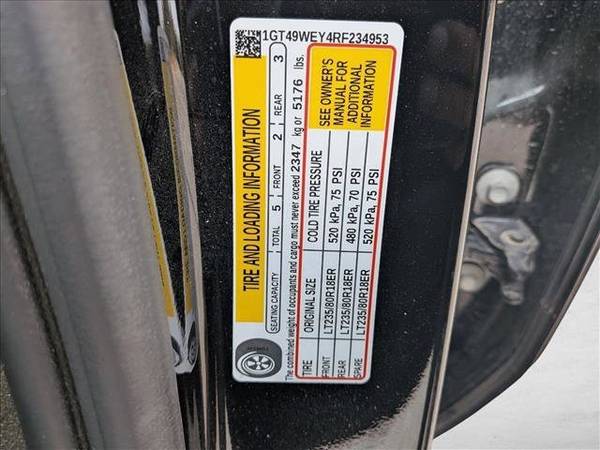 1GT49WEY4RF234953
TIRE AND LOADING INFORMATION
SEATING CAPACITY TOTAL 5 FRONT 2 REAR 3
The combined weight of occupants and cargo must never exceed 2347 kg or 5176 lbs.
TIRE ORIGINAL SIZE COLD TIRE PRESSURE
FRONT LT235/80R18ER 520 kPa, 75 PSI
REAR LT235/80R18ER 480 kPa, 70 PSI
SPARE LT235/80R18ER 520 kPa, 75 PSI
SEE OWNER'S
MANUAL FOR
ADDITIONAL
INFORMATION